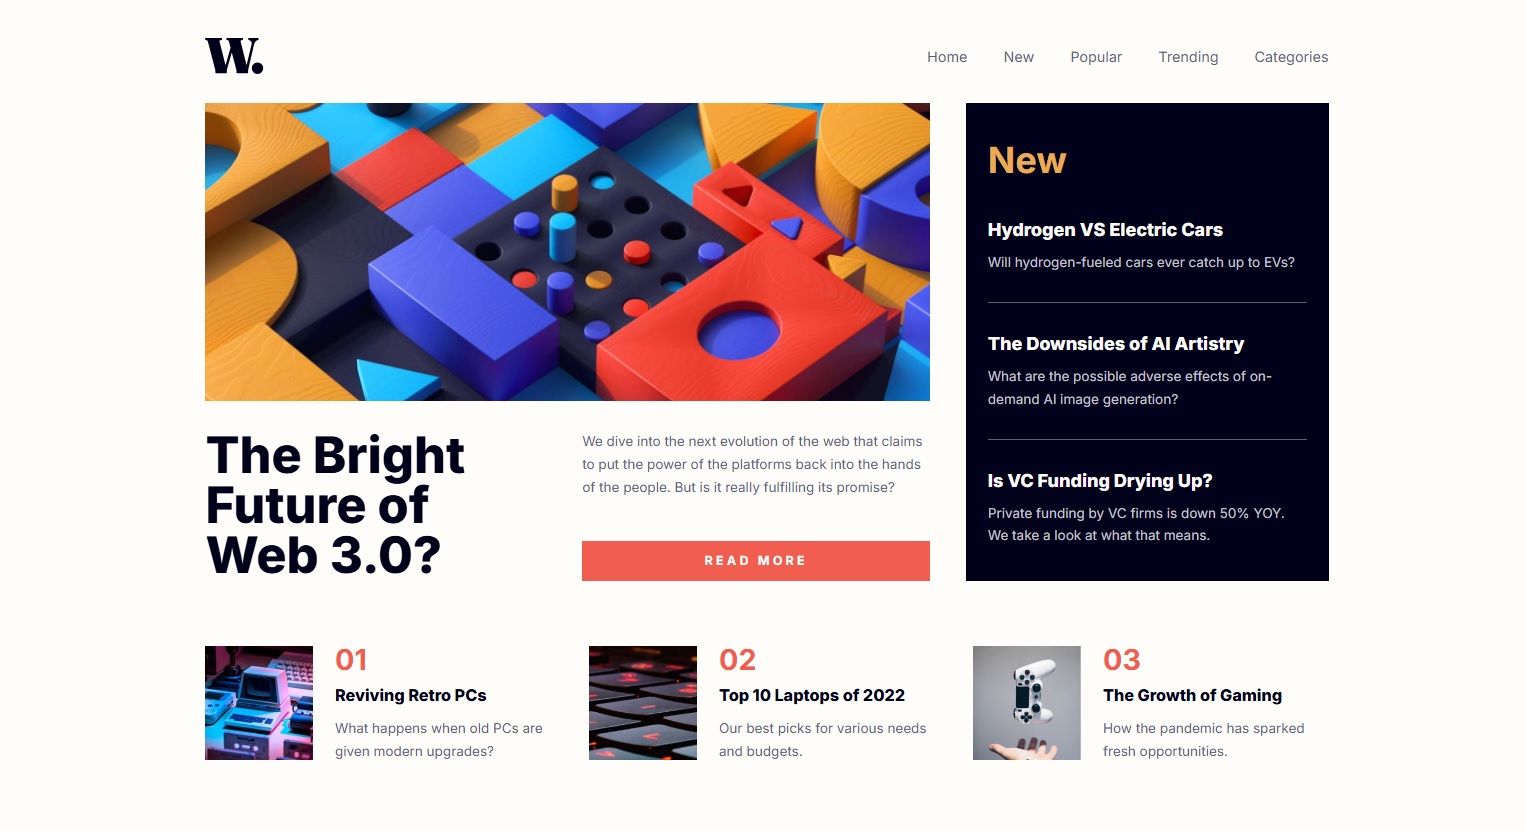 W.
Home New Popular Trending Categories
New
Hydrogen VS Electric Cars
Will hydrogen-fueled cars ever catch up to EVs?
The Downsides of AI Artistry
What are the possible adverse effects of on-
demand AI image generation?
Is VC Funding Drying Up?
Private funding by VC firms is down 50% YOY.
We take a look at what that means.
The Bright
Future of
Web 3.0?
We dive into the next evolution of the web that claims
to put the power of the platforms back into the hands
of the people. But is it really fulfilling its promise?
READ MORE
01
Reviving Retro PCs
What happens when old PCs are
given modern upgrades?
02
Top 10 Laptops of 2022
Our best picks for various needs
and budgets.
03
The Growth of Gaming
How the pandemic has sparked
fresh opportunities.